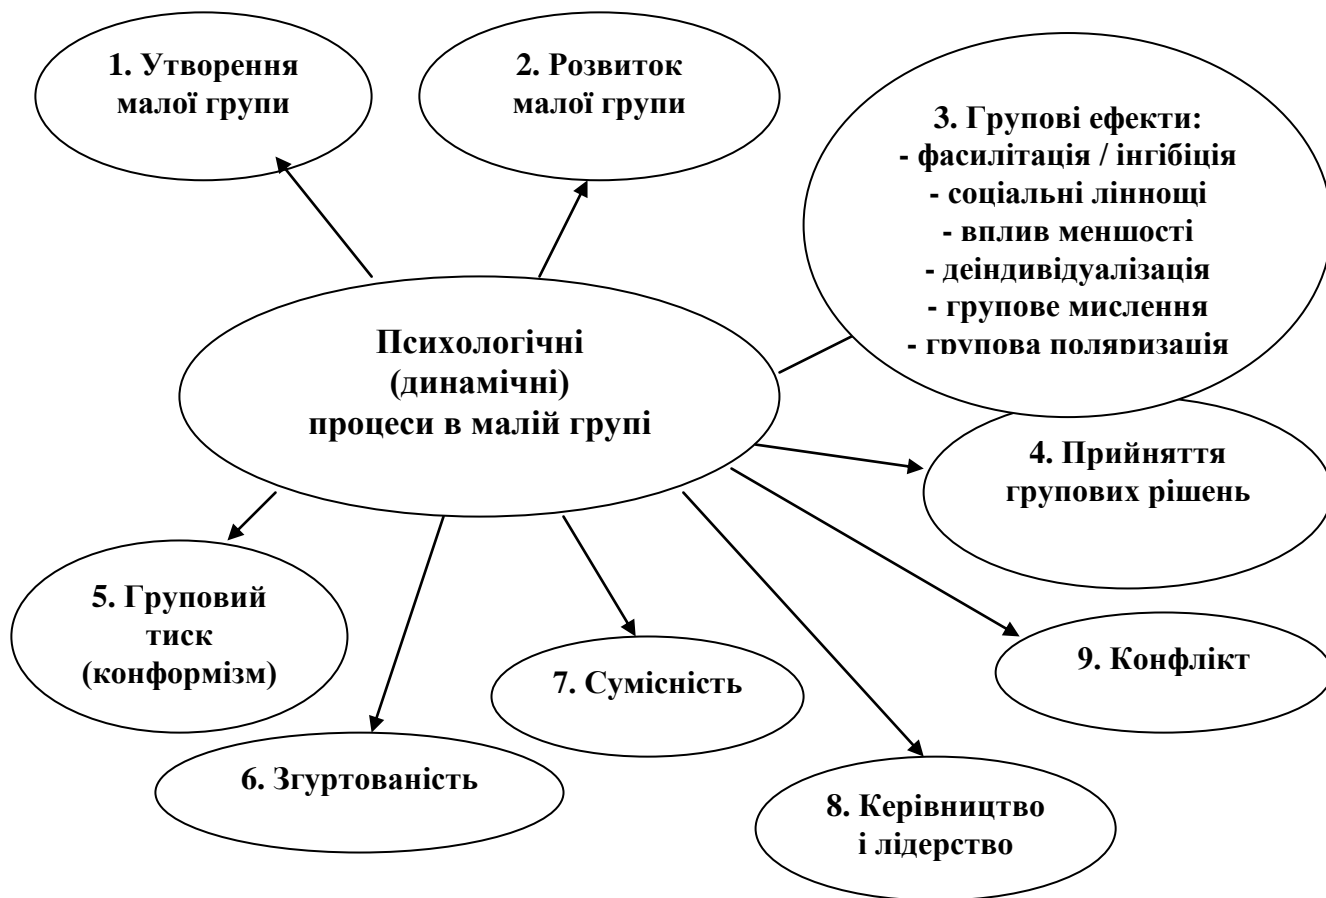 1. Утворення
малої групи
2. Розвиток
малої групи
3. Групові ефекти:
- фасилітація / інгібіція
- соціальні лінощі
- вплив меншості
- деіндивідуалізація
- групове мислення
- групова поляризація
Психологічні
(динамічні)
процеси в малій групі
4. Прийняття
групових рішень
5. Груповий
тиск
(конформізм)
6. Згуртованість
7. Сумісність
8. Керівництво
і лідерство
9. Конфлікт